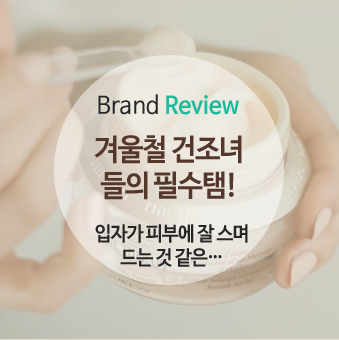 Brand Review
겨울철 건조녀
들의 필수탬!
입자가 피부에 잘 스며
드는 것 같은…